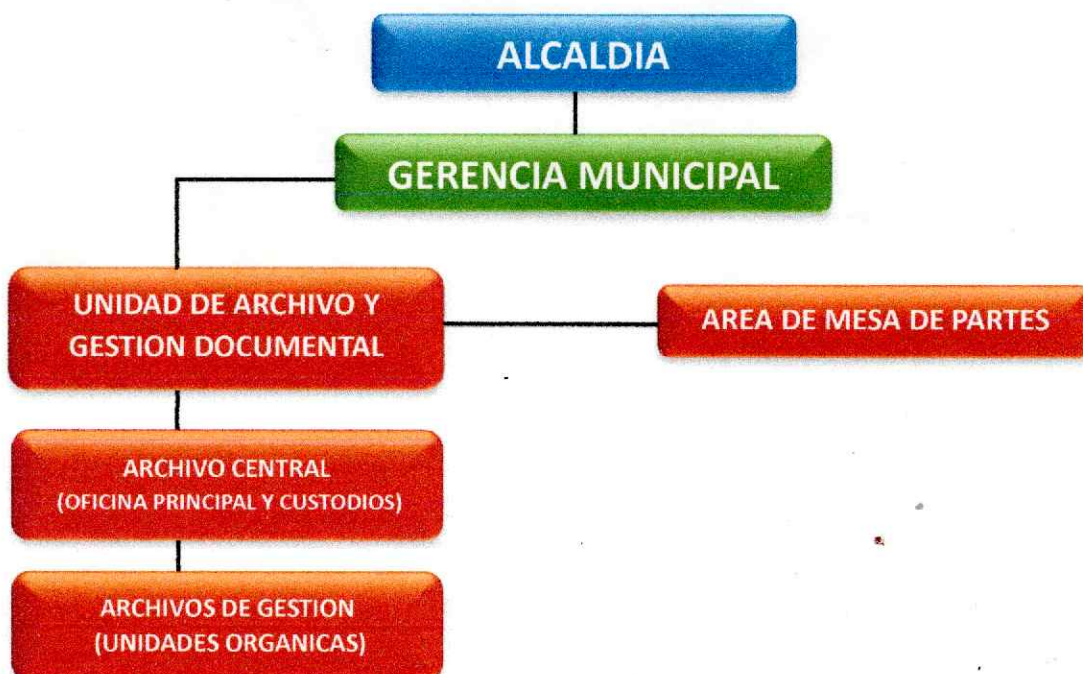 ALCALDIA
GERENCIA MUNICIPAL
UNIDAD DE ARCHIVO Y
GESTION DOCUMENTAL
AREA DE MESA DE PARTES
ARCHIVO CENTRAL
(OFICINA PRINCIPAL Y CUSTODIOS)
ARCHIVOS DE GESTION
(UNIDADES ORGANICAS)